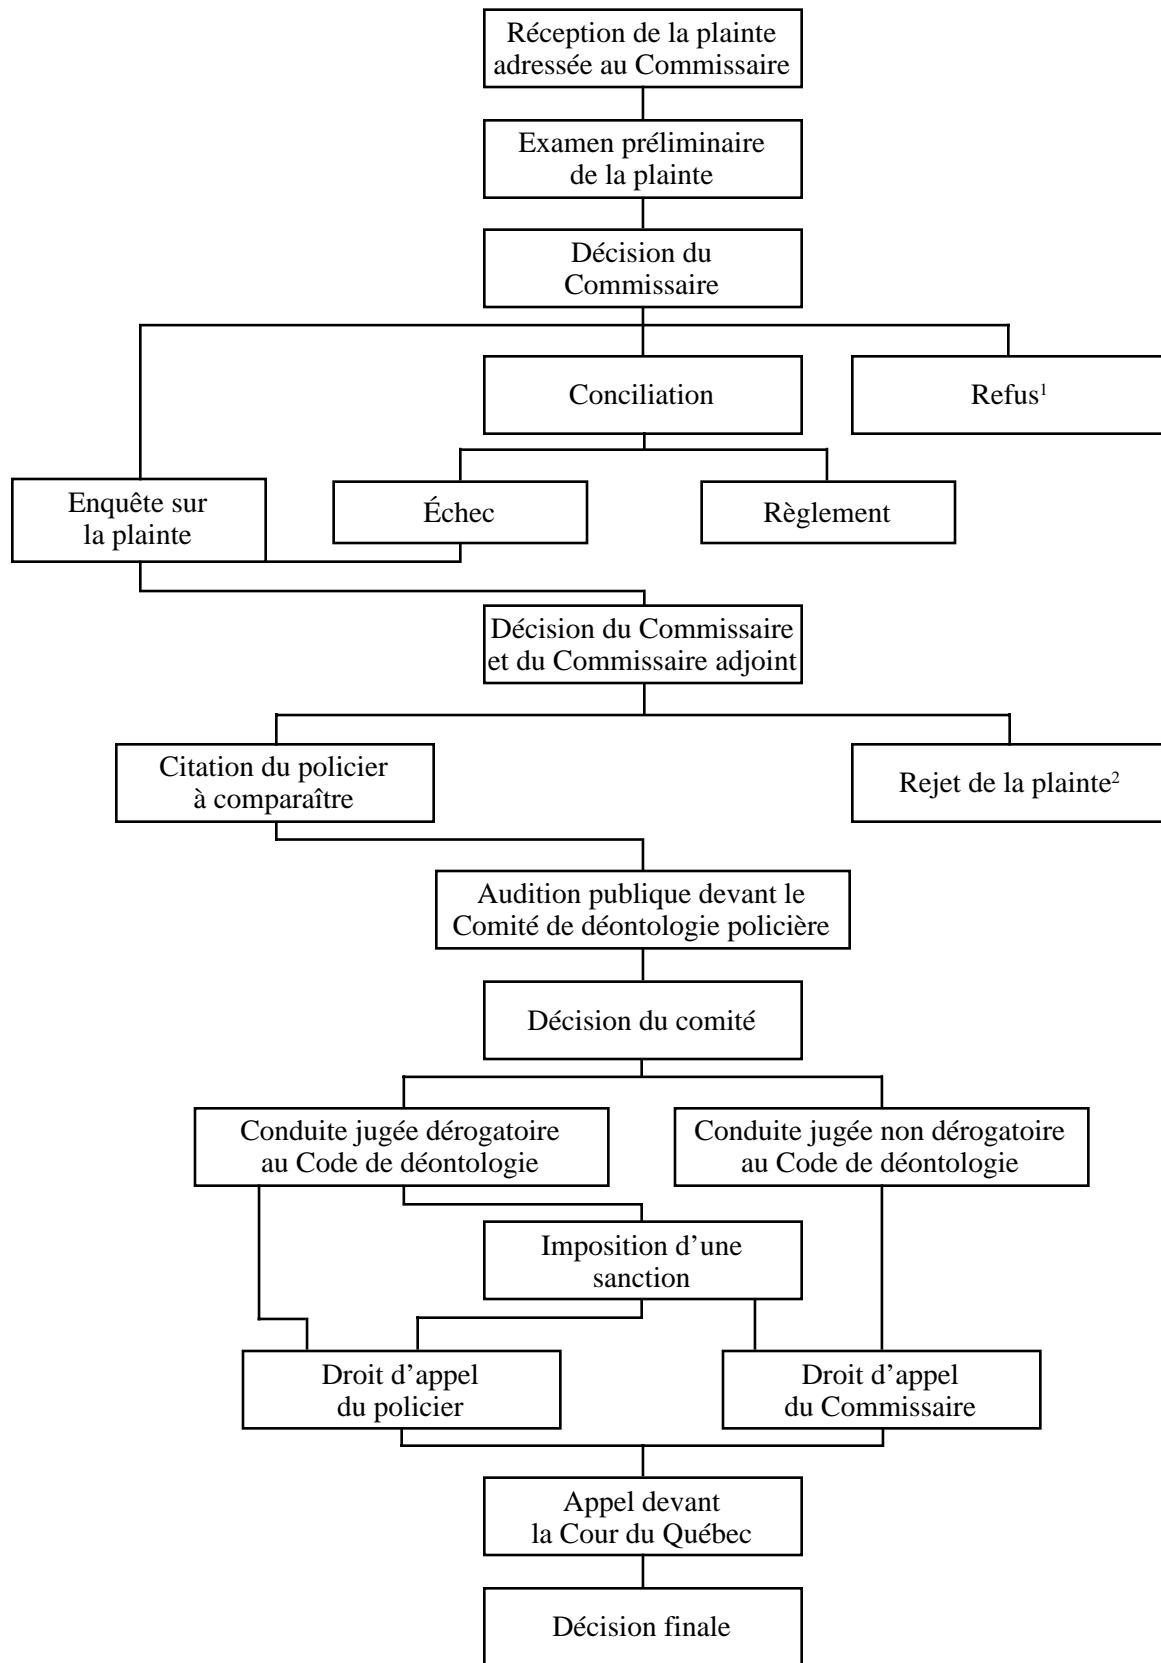 Réception de la plainte
adressée au Commissaire
Examen préliminaire
de la plainte
Décision du
Commissaire
Conciliation
Refus¹
Enquête sur
la plainte
Échec
Règlement
Décision du Commissaire
et du Commissaire adjoint
Citation du policier
à comparaître
Rejet de la plainte²
Audition publique devant le
Comité de déontologie policière
Décision du comité
Conduite jugée dérogatoire
au Code de déontologie
Conduite jugée non dérogatoire
au Code de déontologie
Imposition d’une
sanction
Droit d’appel
du policier
Droit d’appel
du Commissaire
Appel devant
la Cour du Québec
Décision finale